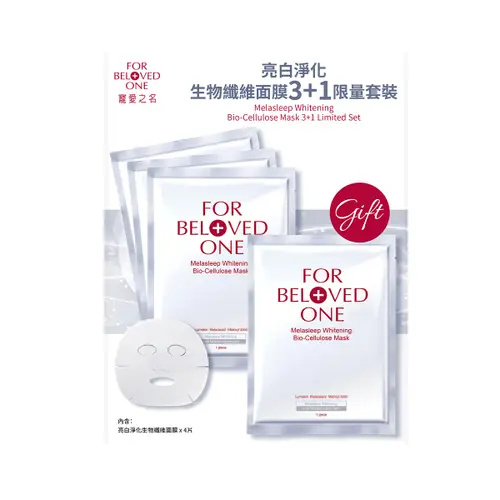 FOR
BELOVED
ONE
寵愛之名
亮白淨化
生物纖維面膜3+1限量套裝
Melasleep Whitening
Bio-Cellulose Mask 3+1 Limited Set
FOR
BELOVED
ONE
Melasleep Whitening
Bio-Cellulose Mask
Gift
FOR
BELOVED
ONE
Melasleep Whitening
Bio-Cellulose Mask
內含:
亮白淨化生物纖維面膜 x 4片